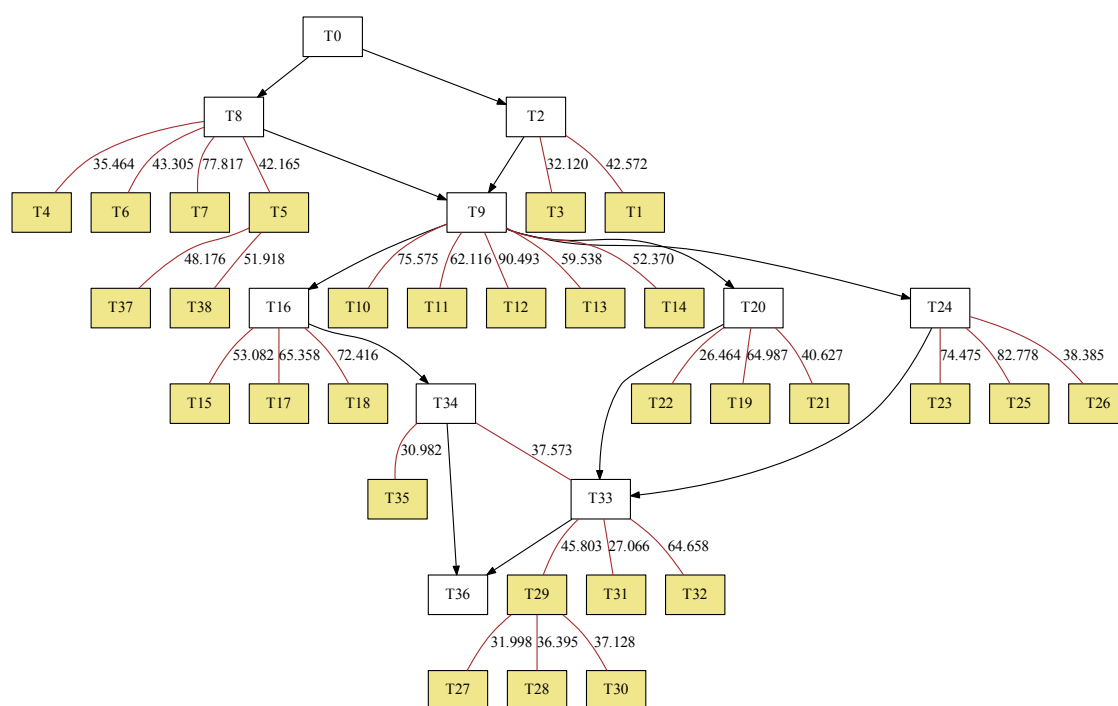 T0
T8
T2
35.464
43.305
77.817
42.165
32.120
42.572
T4
T6
T7
T5
T9
T3
T1
48.176
51.918
75.575
62.116
90.493
59.538
52.370
T37
T38
T16
T10
T11
T12
T13
T14
T20
T24
53.082
65.358
72.416
26.464
64.987
40.627
74.475
82.778
38.385
T15
T17
T18
T34
T22
T19
T21
T23
T25
T26
30.982
37.573
T35
T33
45.803
27.066
64.658
T36
T29
T31
T32
31.998
36.395
37.128
T27
T28
T30